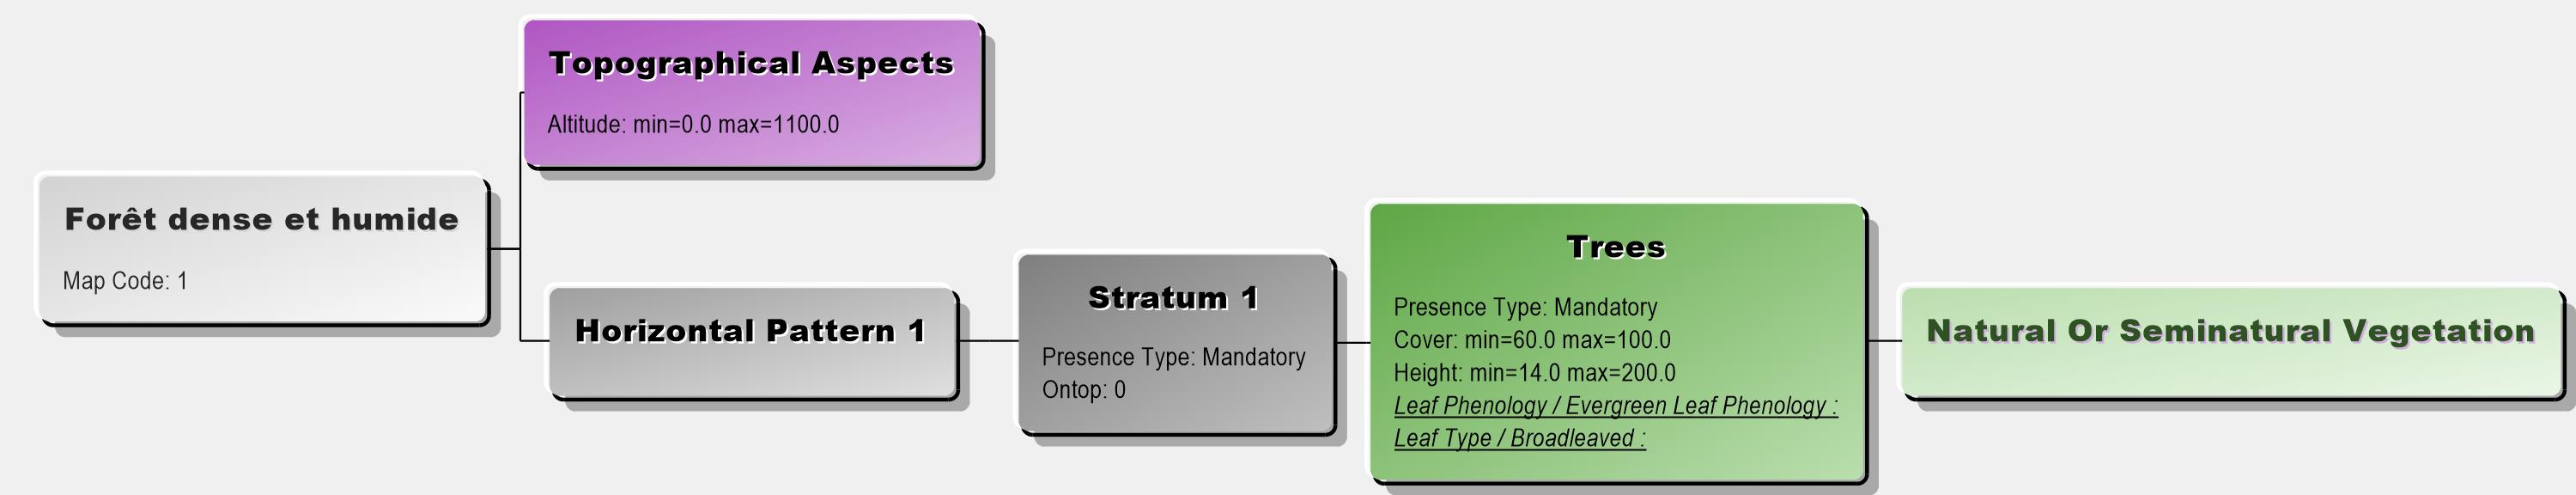 Topographical Aspects
Altitude: min=0.0 max=1100.0
Forêt dense et humide
Map Code: 1
Horizontal Pattern 1
Stratum 1
Presence Type: Mandatory
Ontop: 0
Trees
Presence Type: Mandatory
Cover: min=60.0 max=100.0
Height: min=14.0 max=200.0
Leaf Phenology / Evergreen Leaf Phenology :
Leaf Type / Broadleaved :
Natural Or Seminatural Vegetation